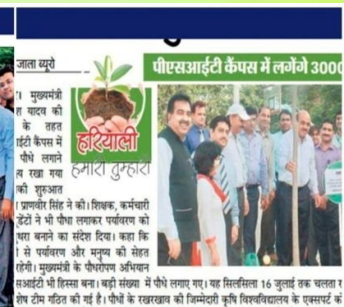 जाला ब्यूरो
पीएसआईटी कैंपस में लगेंगे 3000
मुख्यमंत्री
यादव की
के तहत
कैंपस में
पौधे लगाने
रखा गया
की शुरुआत
प्राणवीर सिंह ने की। शिक्षक, कर्मचारी
ने भी पौधा लगाकर पर्यावरण को
बनाने का संदेश दिया। कहा कि
से पर्यावरण और मनुष्य की सेहत
रहेगी। मुख्यमंत्री के पौधरोपण अभियान
सआईटी भी हिस्सा बना। बड़ी संख्या में पौधे लगाए गए। यह सिलसिला 16 जुलाई तक चलता र
शेष टीम गठित की गई है। पौधों के रखरखाव की जिम्मेदारी कृषि विश्वविद्यालय के एक्सपर्ट क
हरियाली
हमारी तुम्हारी